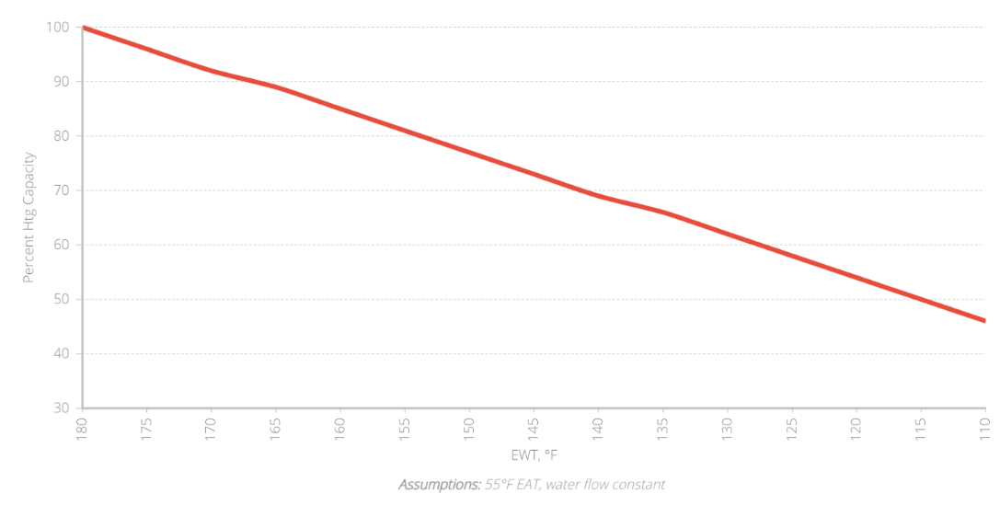 100
90
80
70
60
50
40
30
Percent Htg Capacity
180 175 170 165 160 155 150 145 140 135 130 125 120 115 110
EWT, °F
Assumptions: 55°F EAT, water flow constant